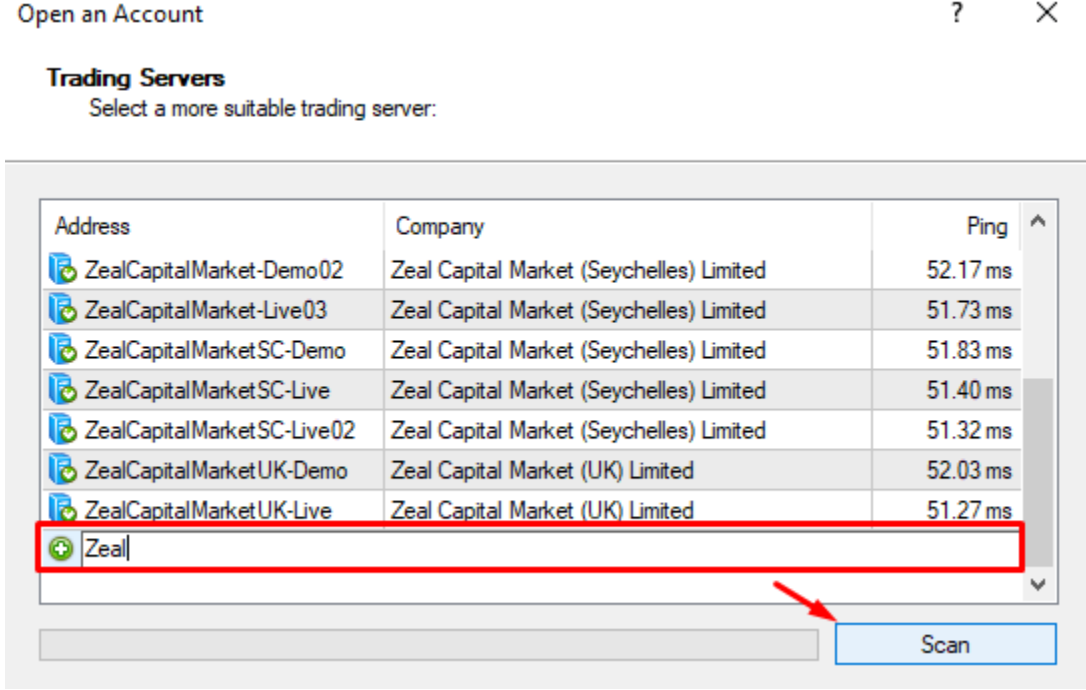 Open an Account ? ×
Trading Servers
Select a more suitable trading server:
Address Company Ping
ZealCapitalMarket-Demo02 Zeal Capital Market (Seychelles) Limited 52.17 ms
ZealCapitalMarket-Live03 Zeal Capital Market (Seychelles) Limited 51.73 ms
ZealCapitalMarketSC-Demo Zeal Capital Market (Seychelles) Limited 51.83 ms
ZealCapitalMarketSC-Live Zeal Capital Market (Seychelles) Limited 51.40 ms
ZealCapitalMarketSC-Live02 Zeal Capital Market (Seychelles) Limited 51.32 ms
ZealCapitalMarketUK-Demo Zeal Capital Market (UK) Limited 52.03 ms
ZealCapitalMarketUK-Live Zeal Capital Market (UK) Limited 51.27 ms
Zeal
Scan